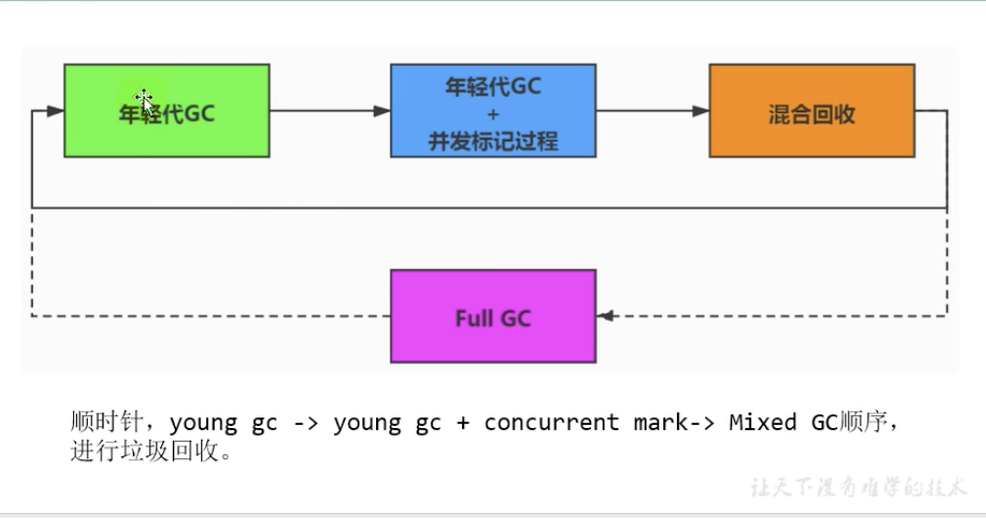 年轻代GC
年轻代GC
+
并发标记过程
混合回收
Full GC
顺时针，young gc -> young gc + concurrent mark-> Mixed GC顺序，
进行垃圾回收。
让天下没有难学的技术